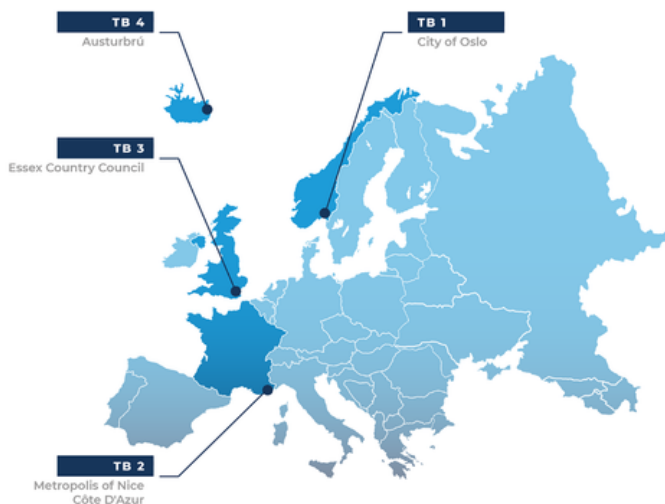 TB 4
Austurbrú
TB 1
City of Oslo
TB 3
Essex Country Council
TB 2
Metropolis of Nice
Côte D'Azur